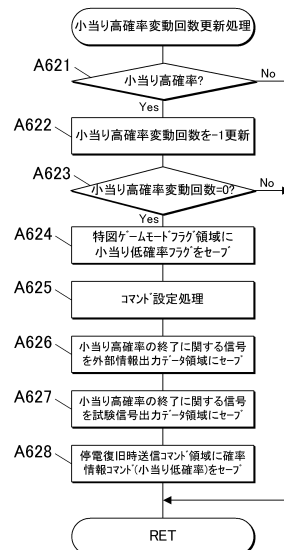 小当り高確率変動回数更新処理
A621
小当り高確率?
No
Yes
A622
小当り高確率変動回数を-1更新
A623
小当り高確率変動回数=0?
No
Yes
A624
特図ゲームモードフラグ領域に
小当り低確率フラグをセーブ
A625
コマンド設定処理
A626
小当り高確率の終了に関する信号
を外部情報出力データ領域にセーブ
A627
小当り高確率の終了に関する信号
を試験信号出力データ領域にセーブ
A628
停電復旧時送信コマンド領域に確率
情報コマンド(小当り低確率)をセーブ
RET